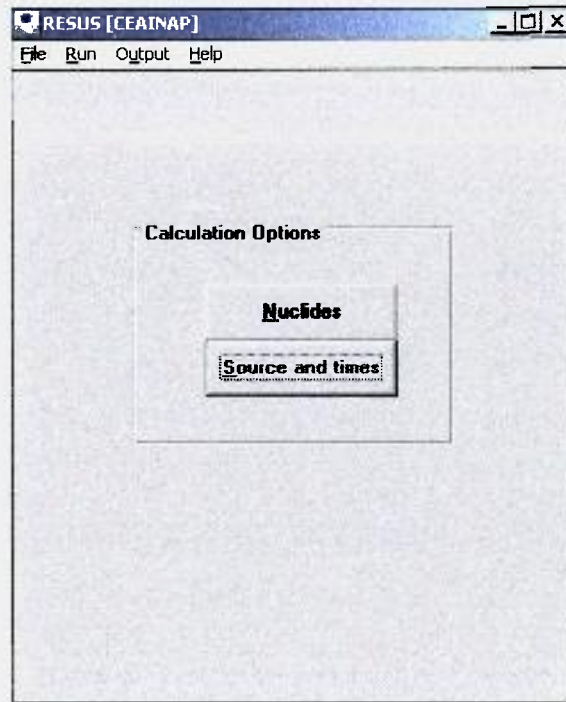 RESUS [CEAINAP]
File Run Output Help
Calculation Options
Nuclides
Source and times